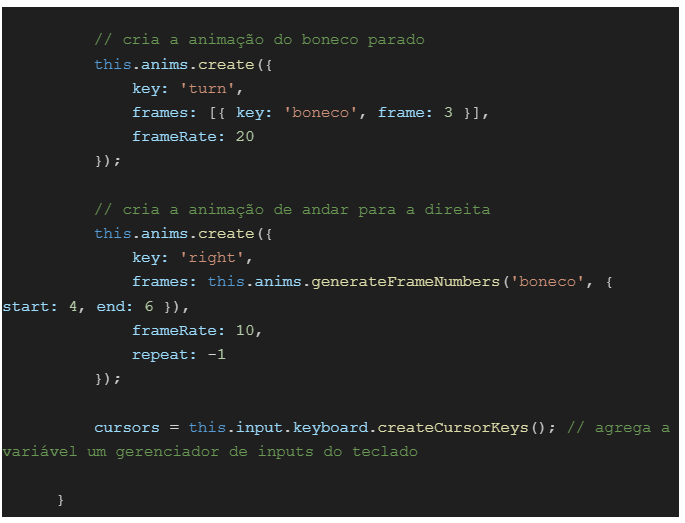 // cria a animação do boneco parado
this.anims.create({
key: 'turn',
frames: [{ key: 'boneco', frame: 3 }],
frameRate: 20
});
// cria a animação de andar para a direita
this.anims.create({
key: 'right',
frames: this.anims.generateFrameNumbers('boneco', {
start: 4, end: 6 }),
frameRate: 10,
repeat: -1
});
cursors = this.input.keyboard.createCursorKeys(); // agrega a
variável um gerenciador de inputs do teclado
}